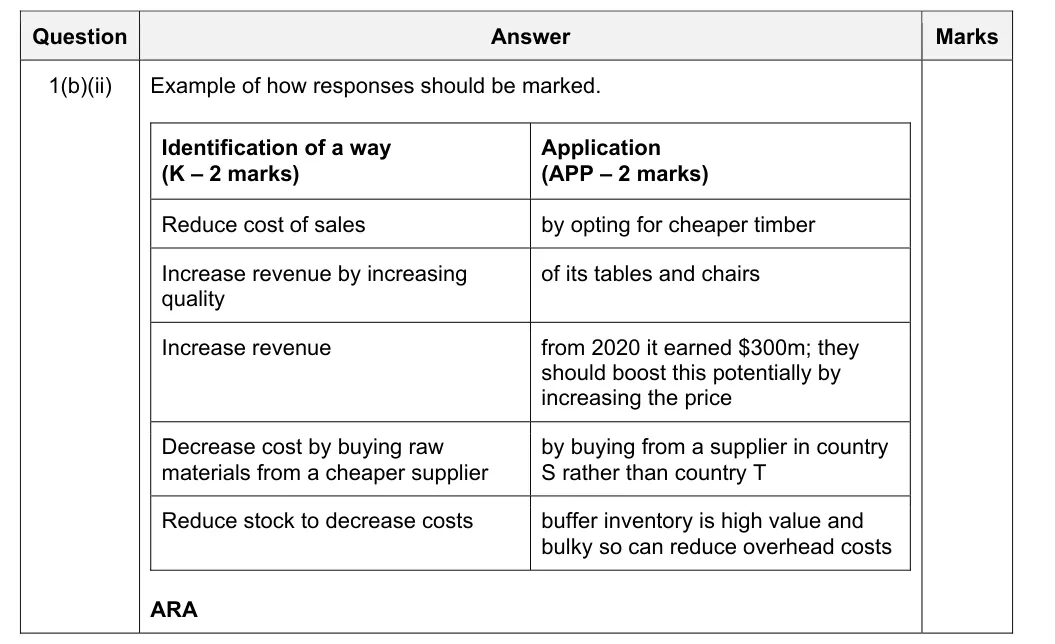 Question Answer Marks
1(b)(ii) Example of how responses should be marked.
Identification of a way
(K – 2 marks)
Application
(APP – 2 marks)
Reduce cost of sales
by opting for cheaper timber
Increase revenue by increasing
quality
of its tables and chairs
Increase revenue
from 2020 it earned $300m; they
should boost this potentially by
increasing the price
Decrease cost by buying raw
materials from a cheaper supplier
by buying from a supplier in country
S rather than country T
Reduce stock to decrease costs
buffer inventory is high value and
bulky so can reduce overhead costs
ARA